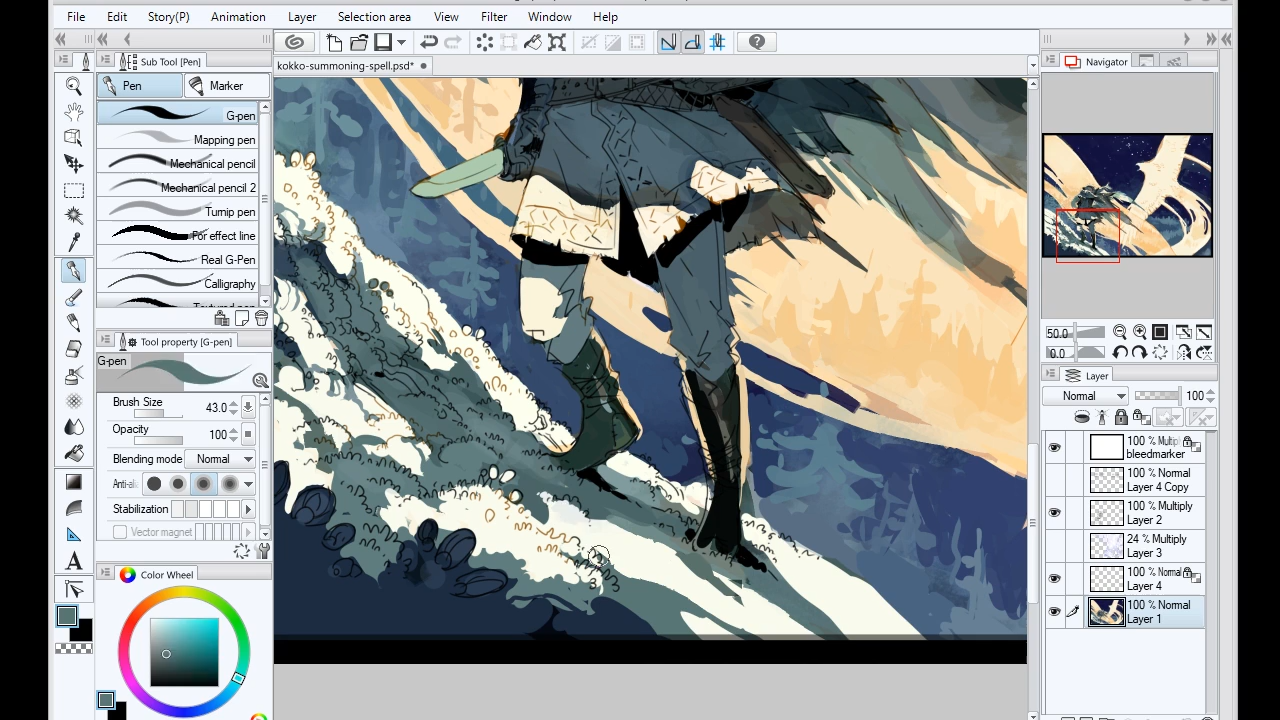 File Edit Story(P) Animation Layer Selection area View Filter Window Help
Sub Tool [Pen]
Pen
Marker
G-pen
Mapping pen
Mechanical pencil
Mechanical pencil 2
Turnip pen
For effect line
Real G-Pen
Calligraphy
Tool property [G-pen]
G-pen
Brush Size 43.0
Opacity 100
Blending mode Normal
Anti-ali
Stabilization
Vector magnet
Color Wheel
kokko-summoning-spell.psd*
Navigator
50.0
0.0
Layer
Normal 100
100 % Multip
bleedmarker
100 % Normal
Layer 4 Copy
100 % Multiply
Layer 2
24 % Multiply
Layer 3
100 % Normal
Layer 4
100 % Normal
Layer 1